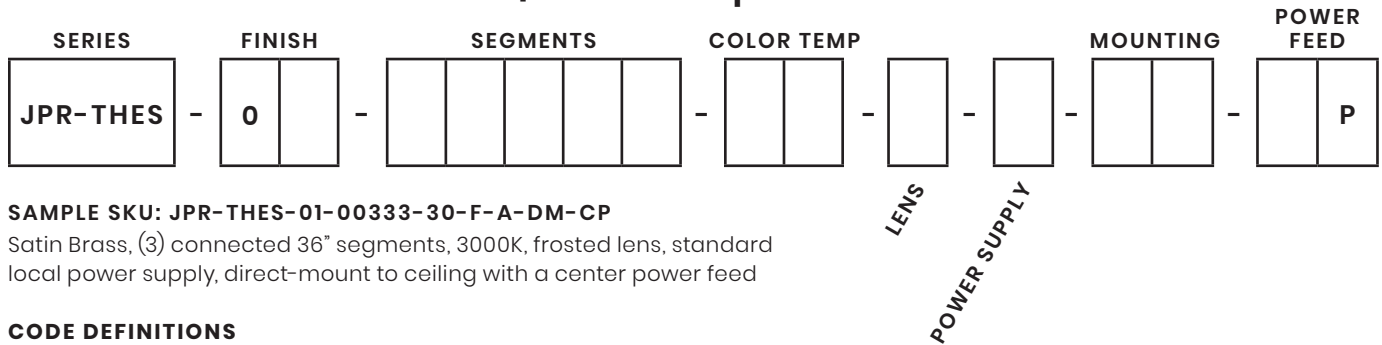 POWER
SERIES FINISH SEGMENTS COLOR TEMP MOUNTING FEED
JPR-THES - 0 - - - - - - P
LENS
POWER SUPPLY
SAMPLE SKU: JPR-THES-01-00333-30-F-A-DM-CP
Satin Brass, (3) connected 36” segments, 3000K, frosted lens, standard
local power supply, direct-mount to ceiling with a center power feed
CODE DEFINITIONS